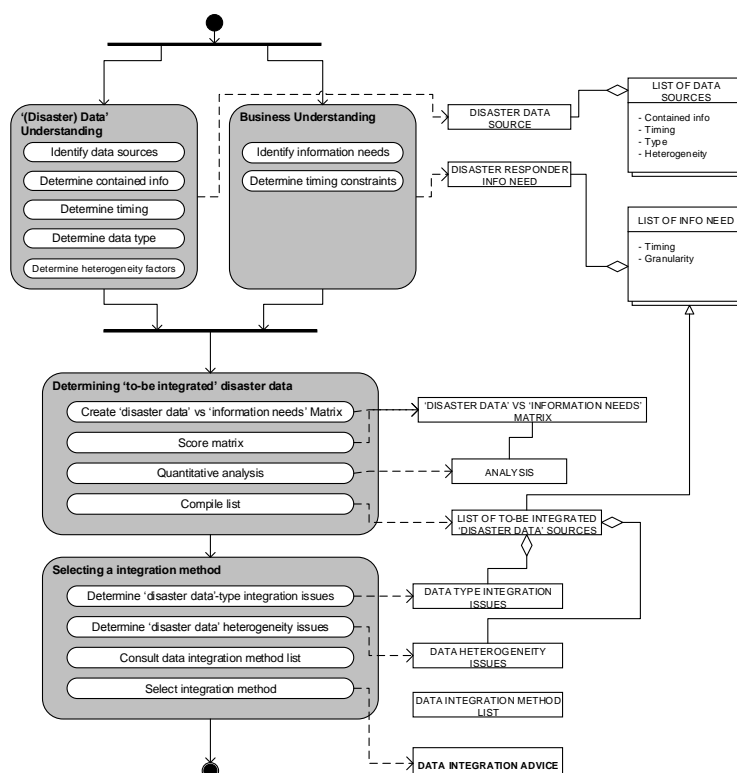 '(Disaster) Data'
Understanding
Identify data sources
Determine contained info
Determine timing
Determine data type
Determine heterogeneity factors
Business Understanding
Identify information needs
Determine timing constraints
DISASTER DATA
SOURCE
DISASTER RESPONDER
INFO NEED
LIST OF DATA
SOURCES
- Contained info
- Timing
- Type
- Heterogeneity
LIST OF INFO NEED
- Timing
- Granularity
Determining 'to-be integrated' disaster data
Create 'disaster data' vs 'information needs' Matrix
Score matrix
Quantitative analysis
Compile list
'DISASTER DATA' VS 'INFORMATION NEEDS'
MATRIX
ANALYSIS
LIST OF TO-BE INTEGRATED
'DISASTER DATA' SOURCES
Selecting a integration method
Determine 'disaster data'-type integration issues
Determine 'disaster data' heterogeneity issues
Consult data integration method list
Select integration method
DATA TYPE INTEGRATION
ISSUES
DATA HETEROGENEITY
ISSUES
DATA INTEGRATION METHOD
LIST
DATA INTEGRATION ADVICE